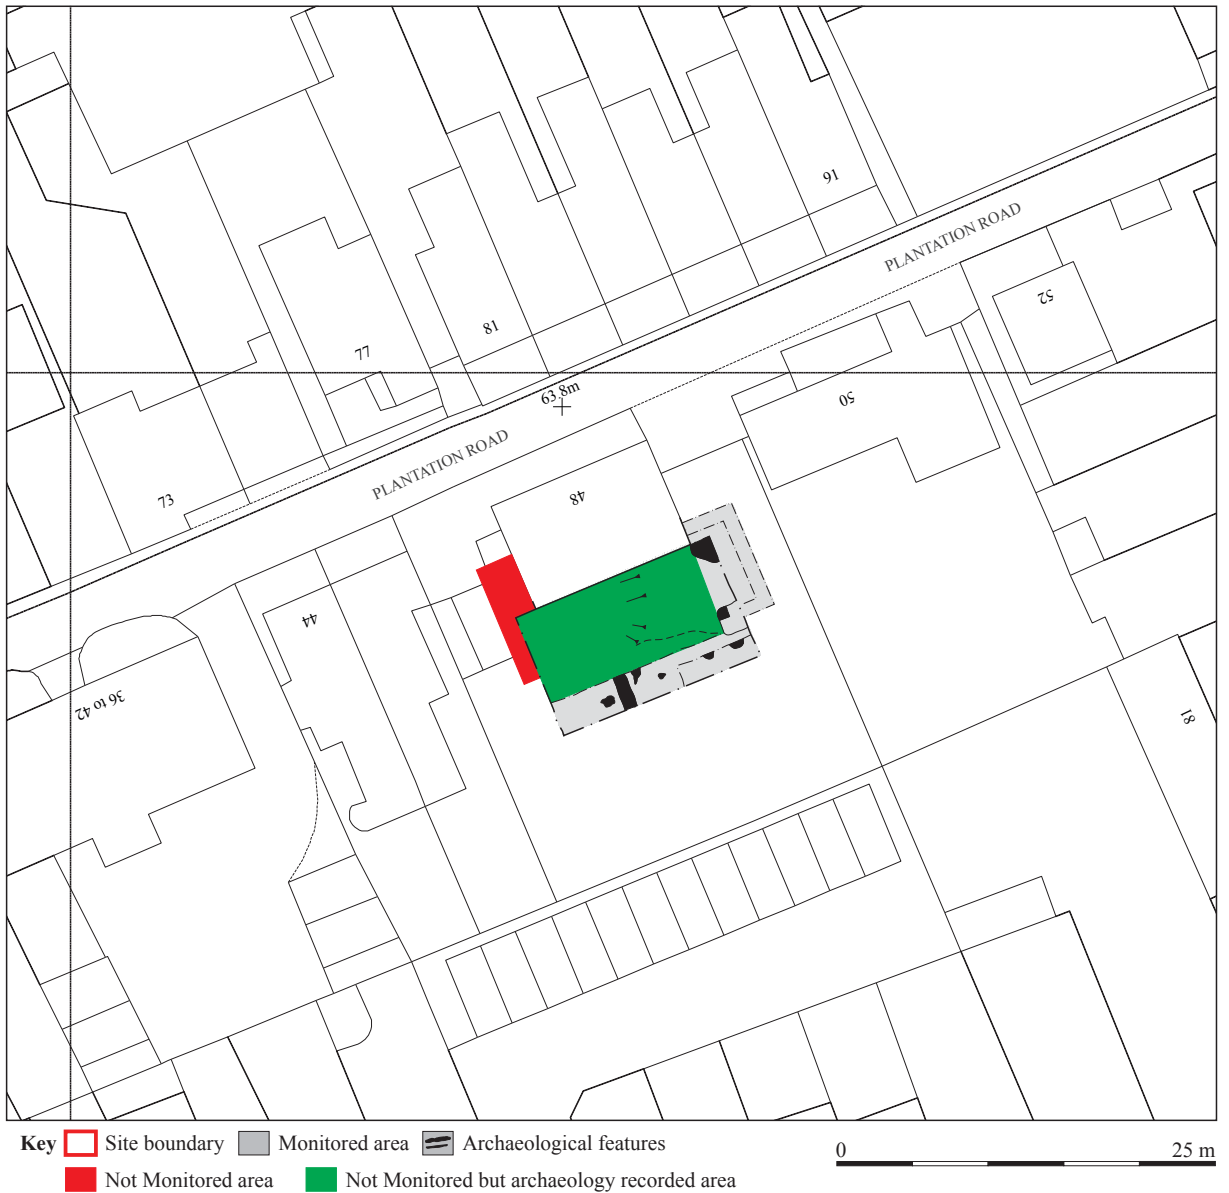 91
PLANTATION ROAD
52
81
77
63.8m
50
PLANTATION ROAD
48
73
44
36 to 42
18
Key Site boundary Monitored area Archaeological features
Not Monitored area Not Monitored but archaeology recorded area
0 25 m